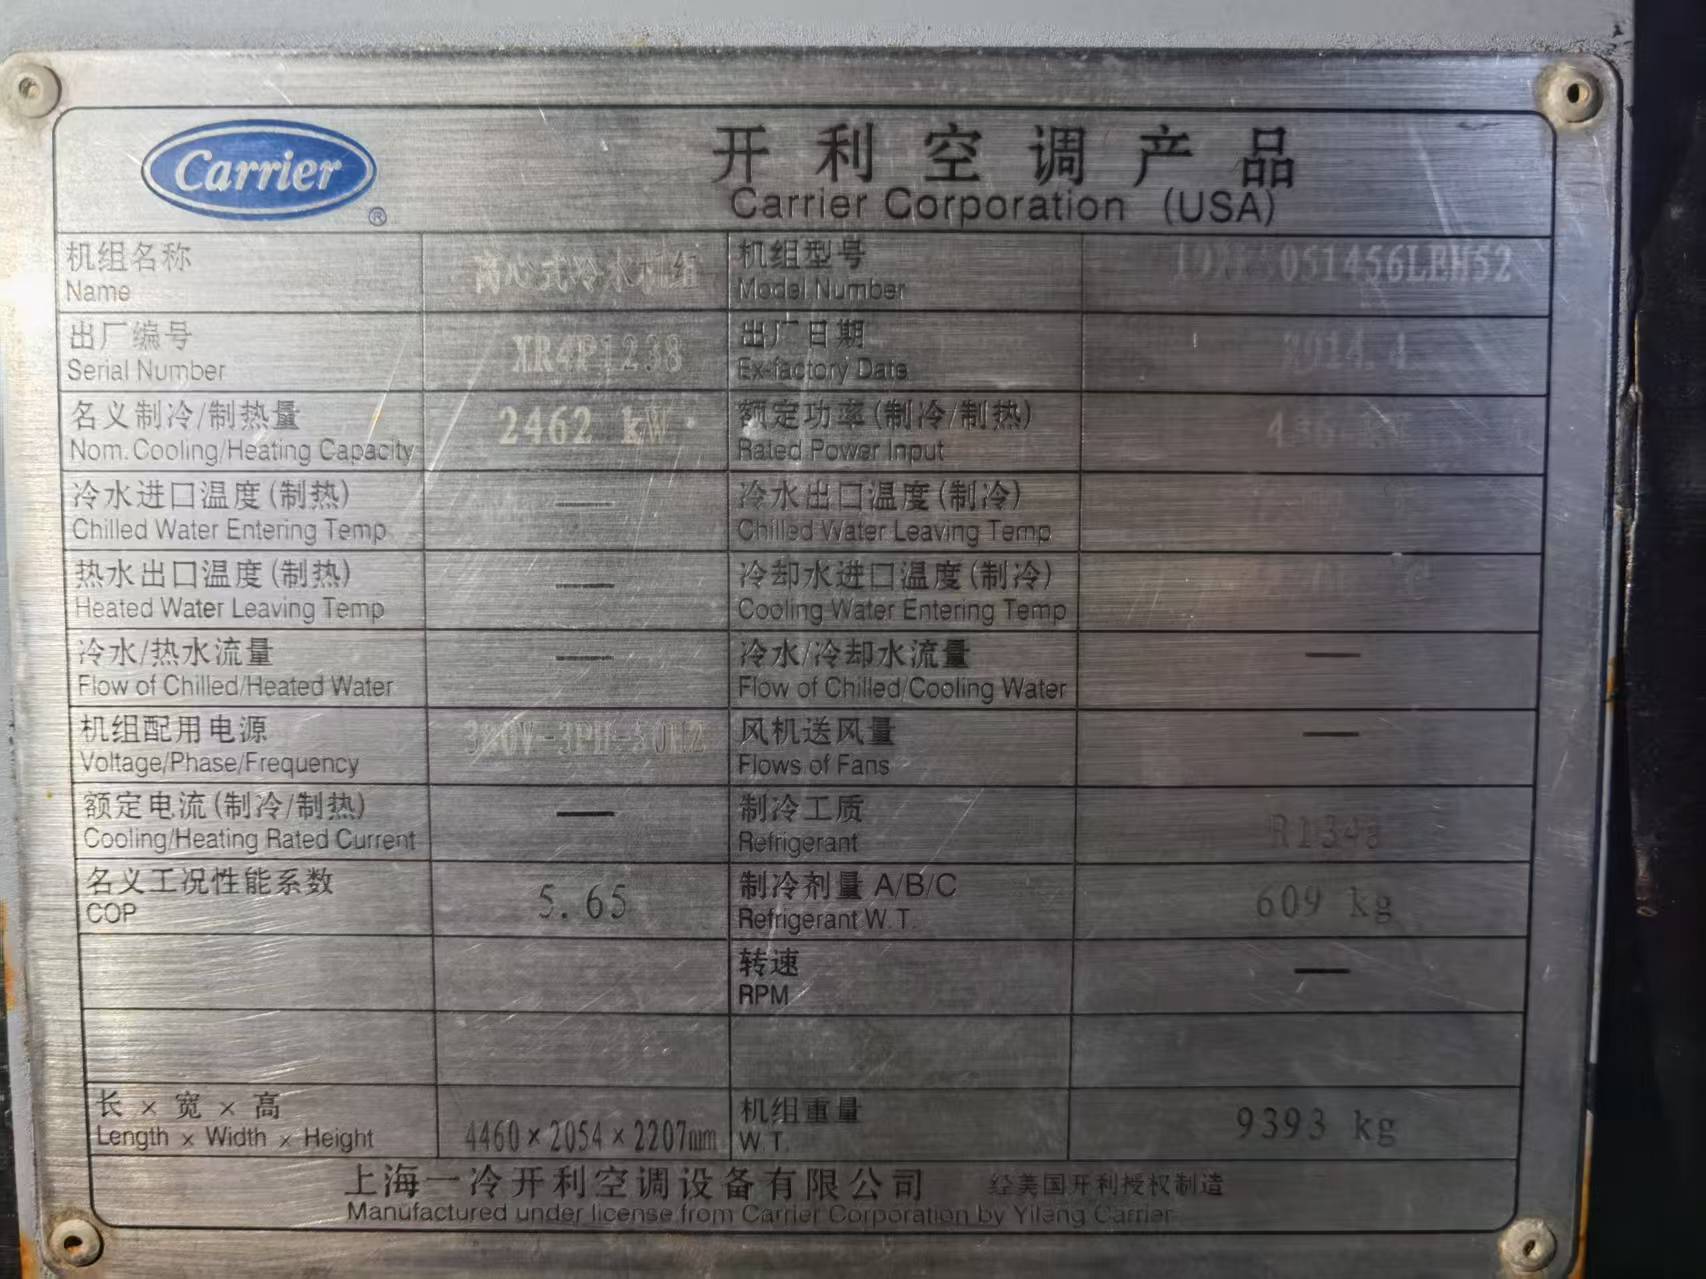 Carrier ®
开利空调产品
Carrier Corporation (USA)
机组名称 离心式冷水机组 机组型号
Name Model Number
出厂编号 XR4P1238 出厂日期 2014.4
Serial Number Ex-factory Date
名义制冷/制热量 2462 kW 额定功率(制冷/制热)
Nom. Cooling/Heating Capacity Rated Power Input
冷水进口温度(制热) — 冷水出口温度(制冷)
Chilled Water Entering Temp Chilled Water Leaving Temp
热水出口温度(制热) — 冷却水进口温度(制冷) ℃
Heated Water Leaving Temp Cooling Water Entering Temp
冷水/热水流量 — 冷水/冷却水流量 —
Flow of Chilled/Heated Water Flow of Chilled/Cooling Water
机组配用电源 380V-3PH-50HZ 风机送风量 —
Voltage/Phase/Frequency Flows of Fans
额定电流(制冷/制热) — 制冷工质 R134a
Cooling/Heating Rated Current Refrigerant
名义工况性能系数 5.65 制冷剂量 A/B/C 609 kg
COP Refrigerant W.T.
转速 —
RPM
长×宽×高 4460×2054×2207mm 机组重量 9393 kg
Length × Width × Height W.T.
上海一冷开利空调设备有限公司 经美国开利授权制造
Manufactured under license from Carrier Corporation by Yileng Carrier